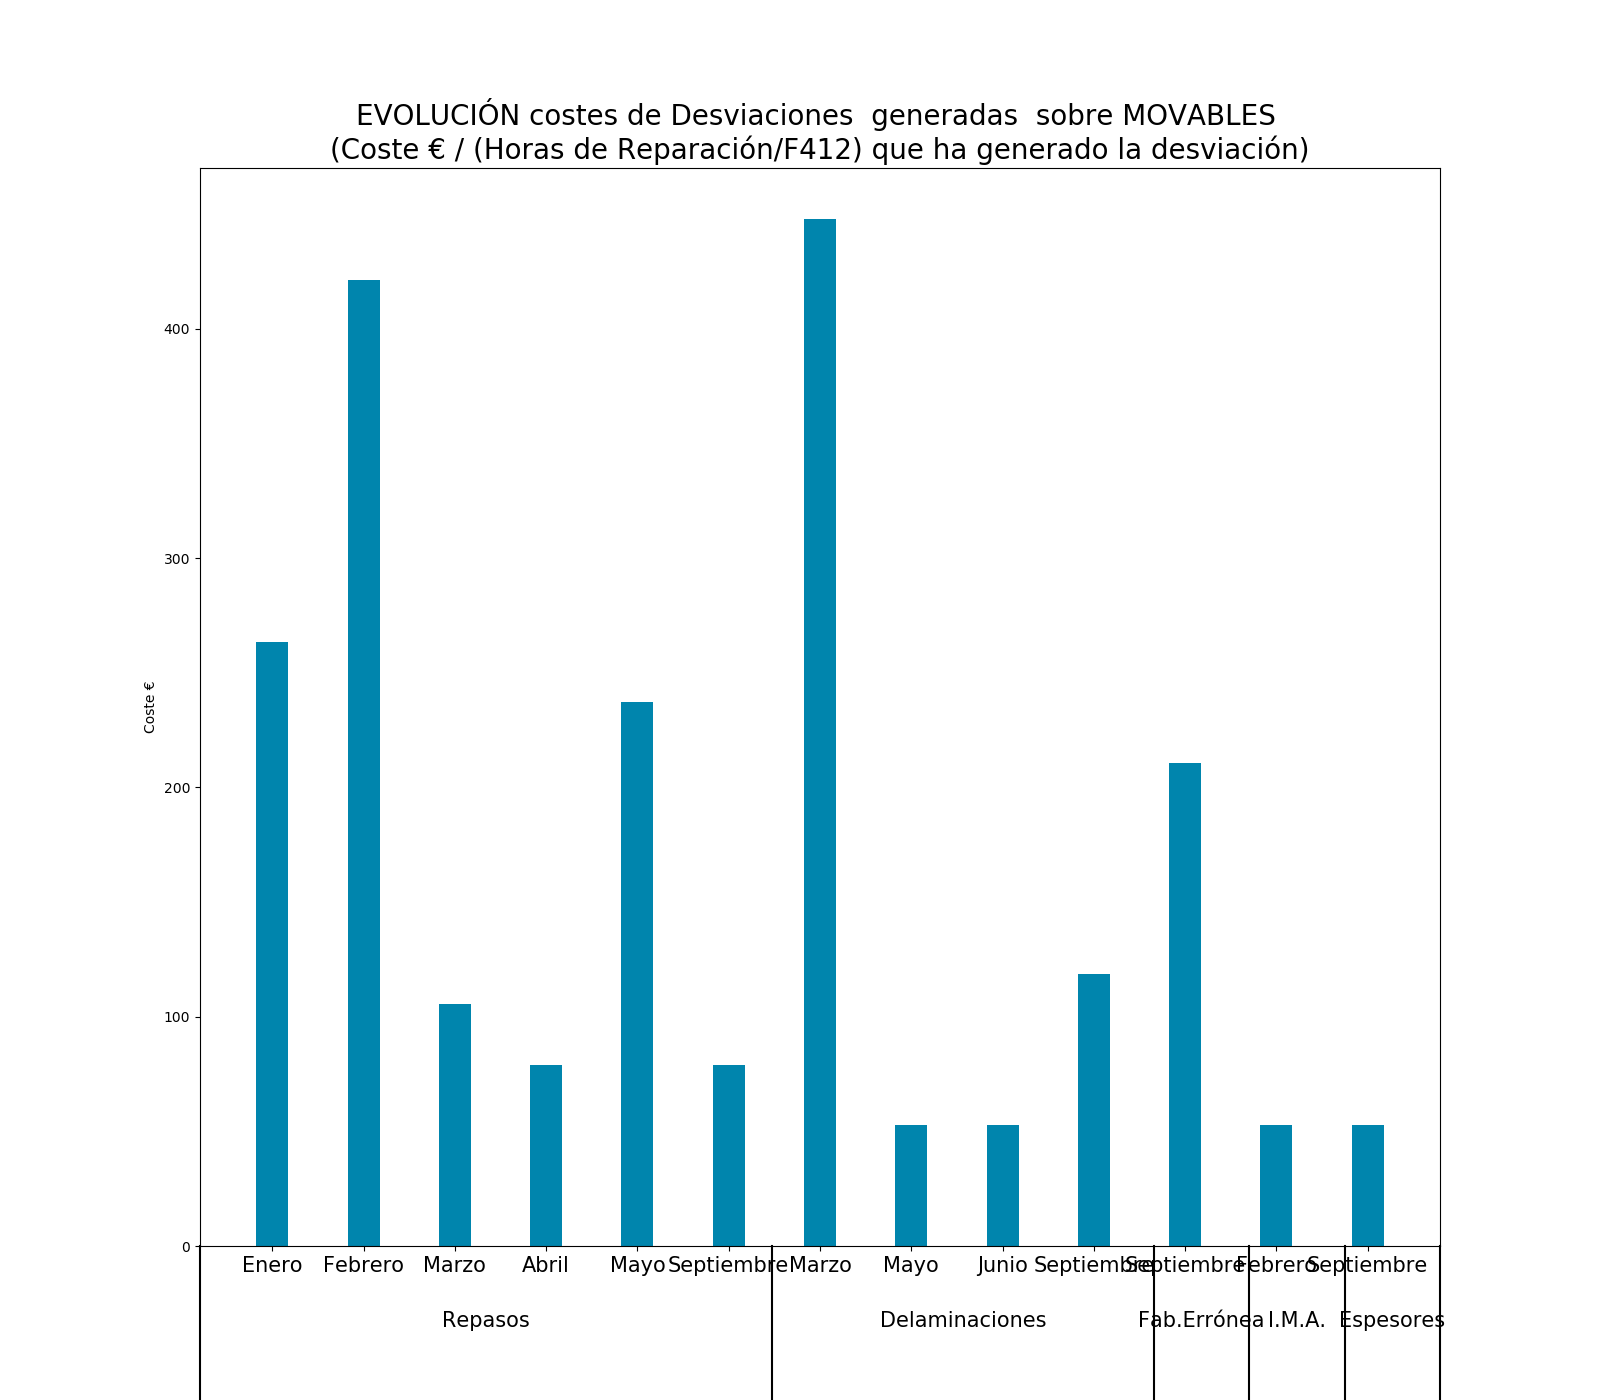 EVOLUCIÓN costes de Desviaciones  generadas  sobre MOVABLES
(Coste € / (Horas de Reparación/F412) que ha generado la desviación)
400
300
Coste €
200
100
0
Enero Febrero Marzo Abril Mayo Septiembre Marzo Mayo Junio Septiembre Septiembre Febrero Septiembre
Repasos Delaminaciones Fab.Errónea I.M.A. Espesores